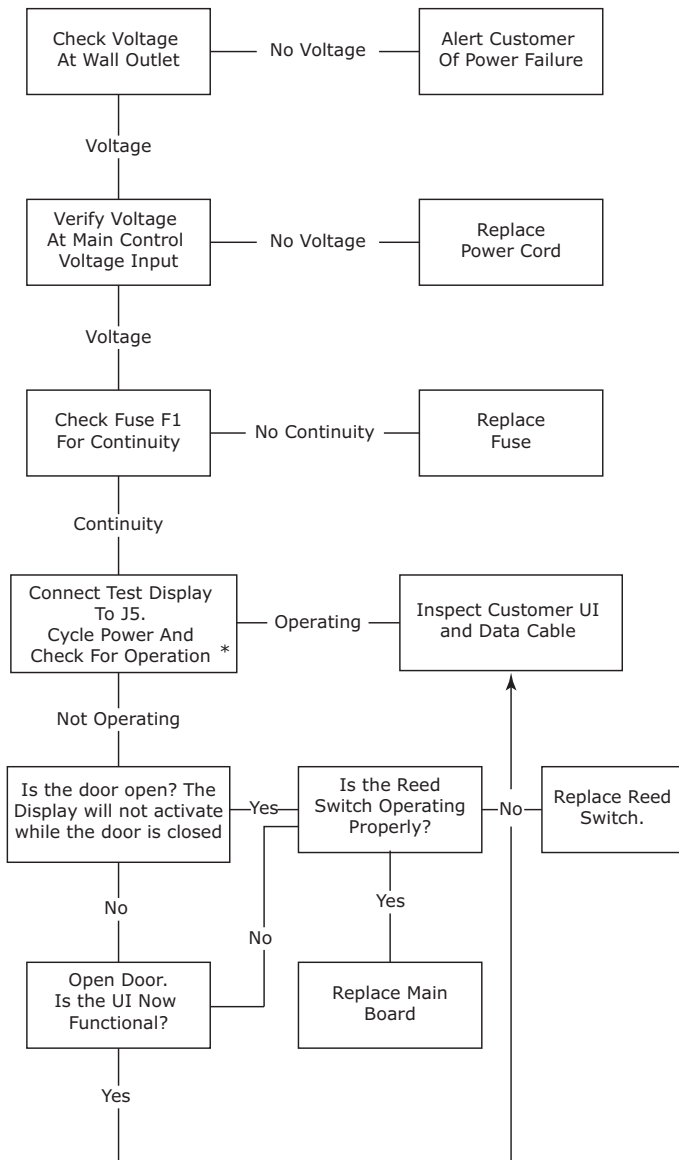 Check Voltage
At Wall Outlet
No Voltage
Alert Customer
Of Power Failure
Voltage
Verify Voltage
At Main Control
Voltage Input
No Voltage
Replace
Power Cord
Voltage
Check Fuse F1
For Continuity
No Continuity
Replace
Fuse
Continuity
Connect Test Display
To J5.
Cycle Power And
Check For Operation *
Operating
Inspect Customer UI
and Data Cable
Not Operating
Is the door open? The
Display will not activate
while the door is closed
Yes
Is the Reed
Switch Operating
Properly?
No
Replace Reed
Switch.
No
No
Yes
Open Door.
Is the UI Now
Functional?
Replace Main
Board
Yes